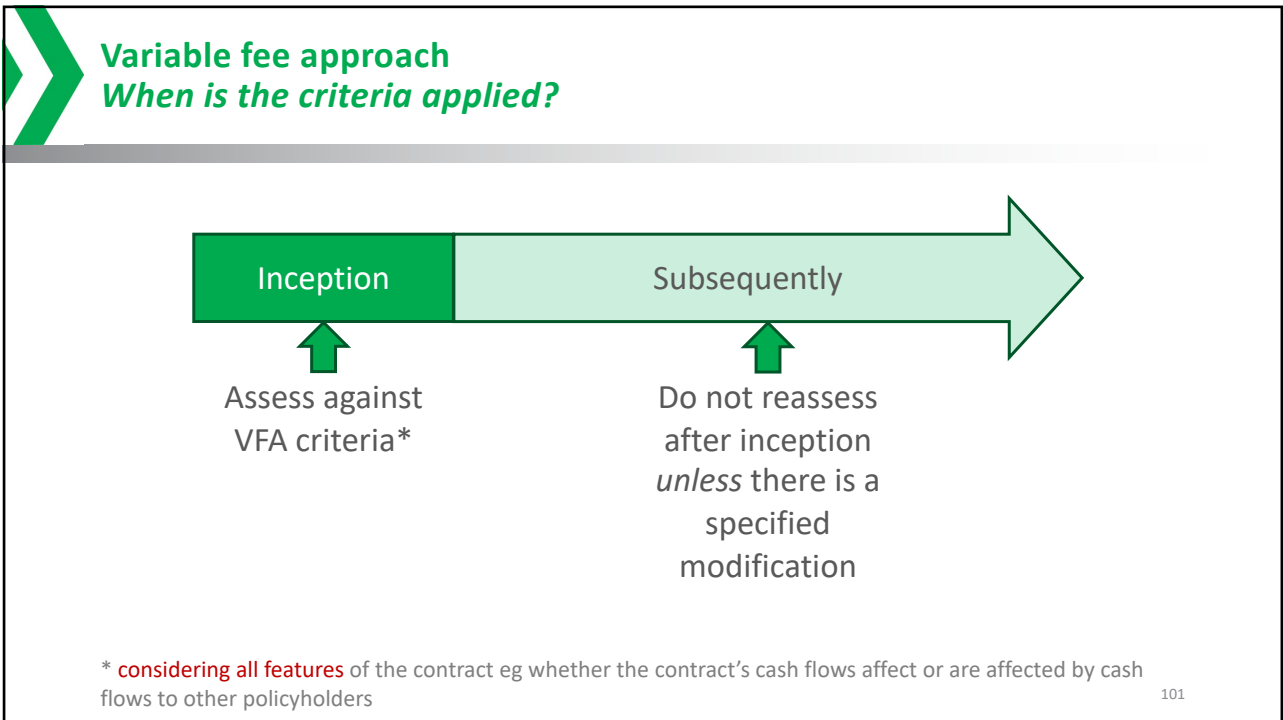 Variable fee approach
When is the criteria applied?
Inception
Subsequently
Assess against
VFA criteria*
Do not reassess
after inception
unless there is a
specified
modification
* considering all features of the contract eg whether the contract's cash flows affect or are affected by cash
flows to other policyholders
101